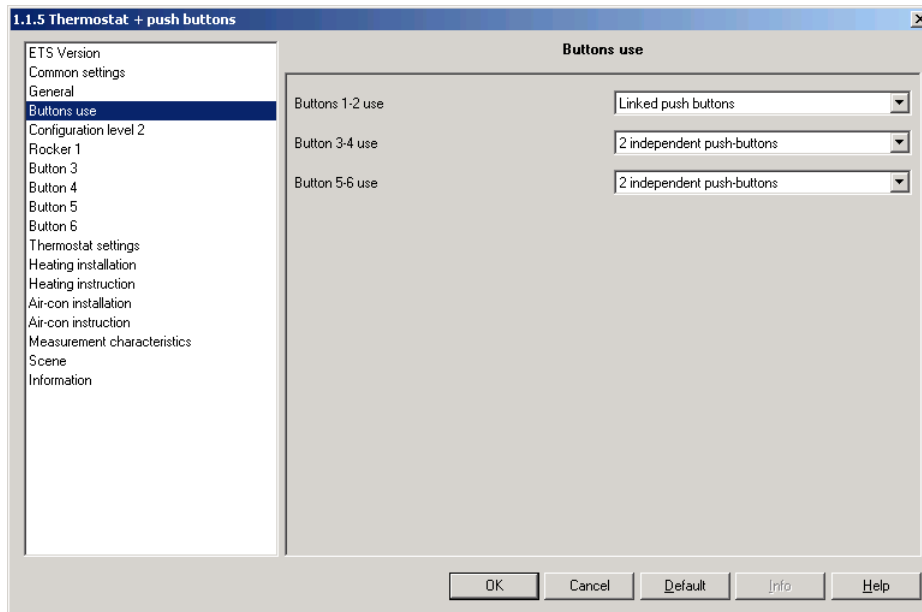 1.1.5 Thermostat + push buttons
ETS Version
Common settings
General
Buttons use
Configuration level 2
Rocker 1
Button 3
Button 4
Button 5
Button 6
Thermostat settings
Heating installation
Heating instruction
Air-con installation
Air-con instruction
Measurement characteristics
Scene
Information
Buttons use
Buttons 1-2 use Linked push buttons
Button 3-4 use 2 independent push-buttons
Button 5-6 use 2 independent push-buttons
OK Cancel Default Info Help